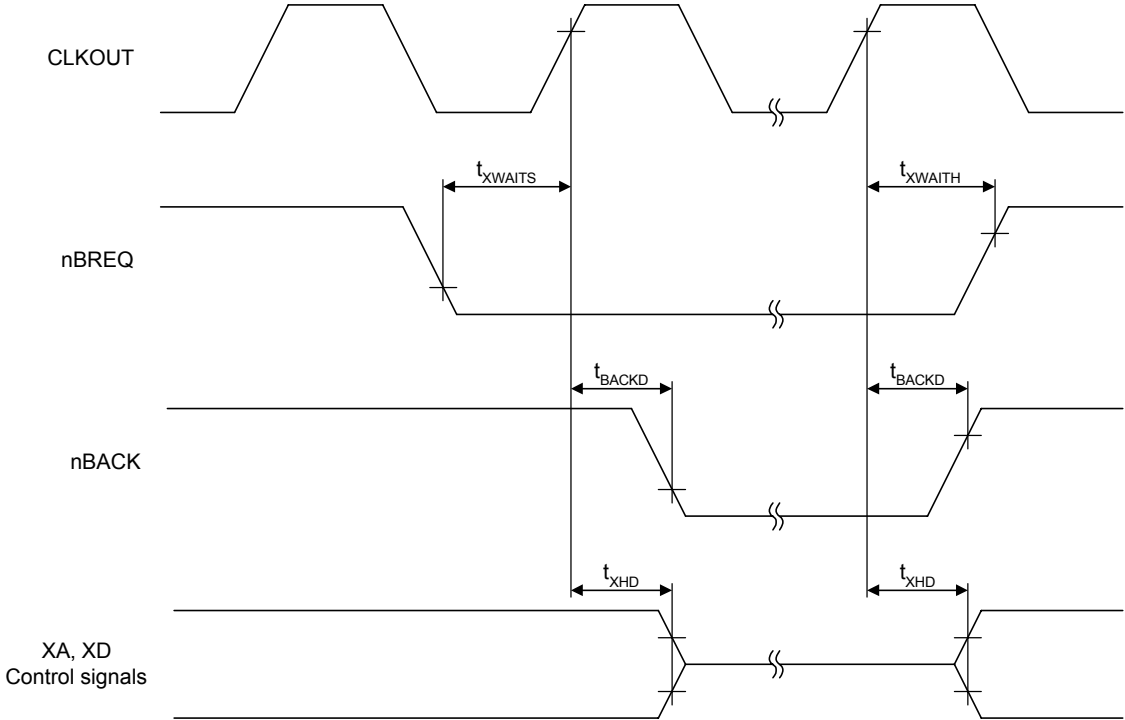 CLKOUT
tXWAITS
tXWAITH
nBREQ
tBACKD
tBACKD
nBACK
tXHD
tXHD
XA, XD
Control signals